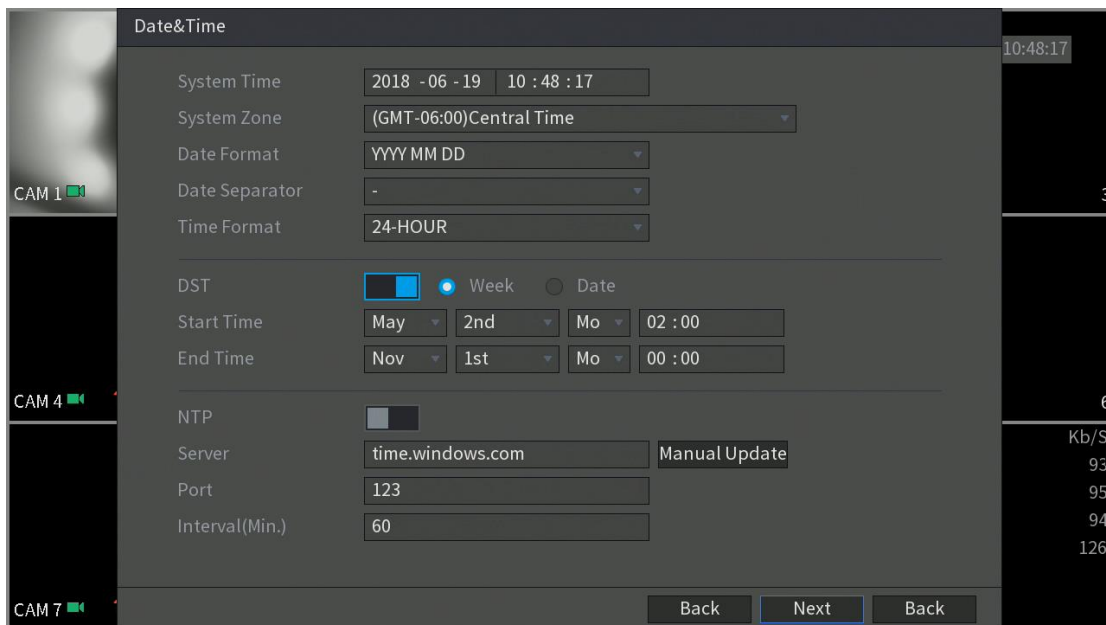 Date&Time
10:48:17
System Time 2018 - 06 - 19 10 : 48 : 17
System Zone (GMT-06:00)Central Time
Date Format YYYY MM DD
CAM 1
Date Separator -
Time Format 24-HOUR
DST Week Date
Start Time May 2nd Mo 02 : 00
End Time Nov 1st Mo 00 : 00
CAM 4
NTP
Kb/S
Server time.windows.com Manual Update
93
Port 123
95
Interval(Min.) 60
94
126
CAM 7
Back Next Back